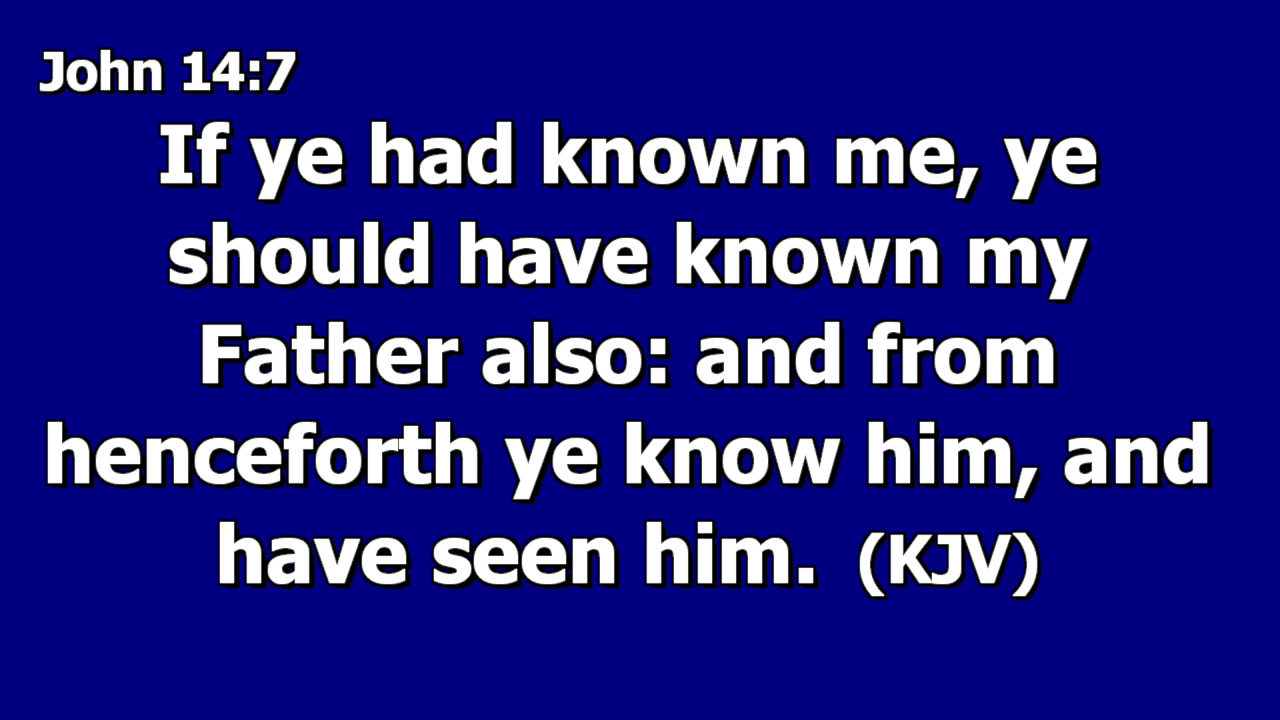 John 14:7
If ye had known me, ye
should have known my
Father also: and from
henceforth ye know him, and
have seen him. (KJV)